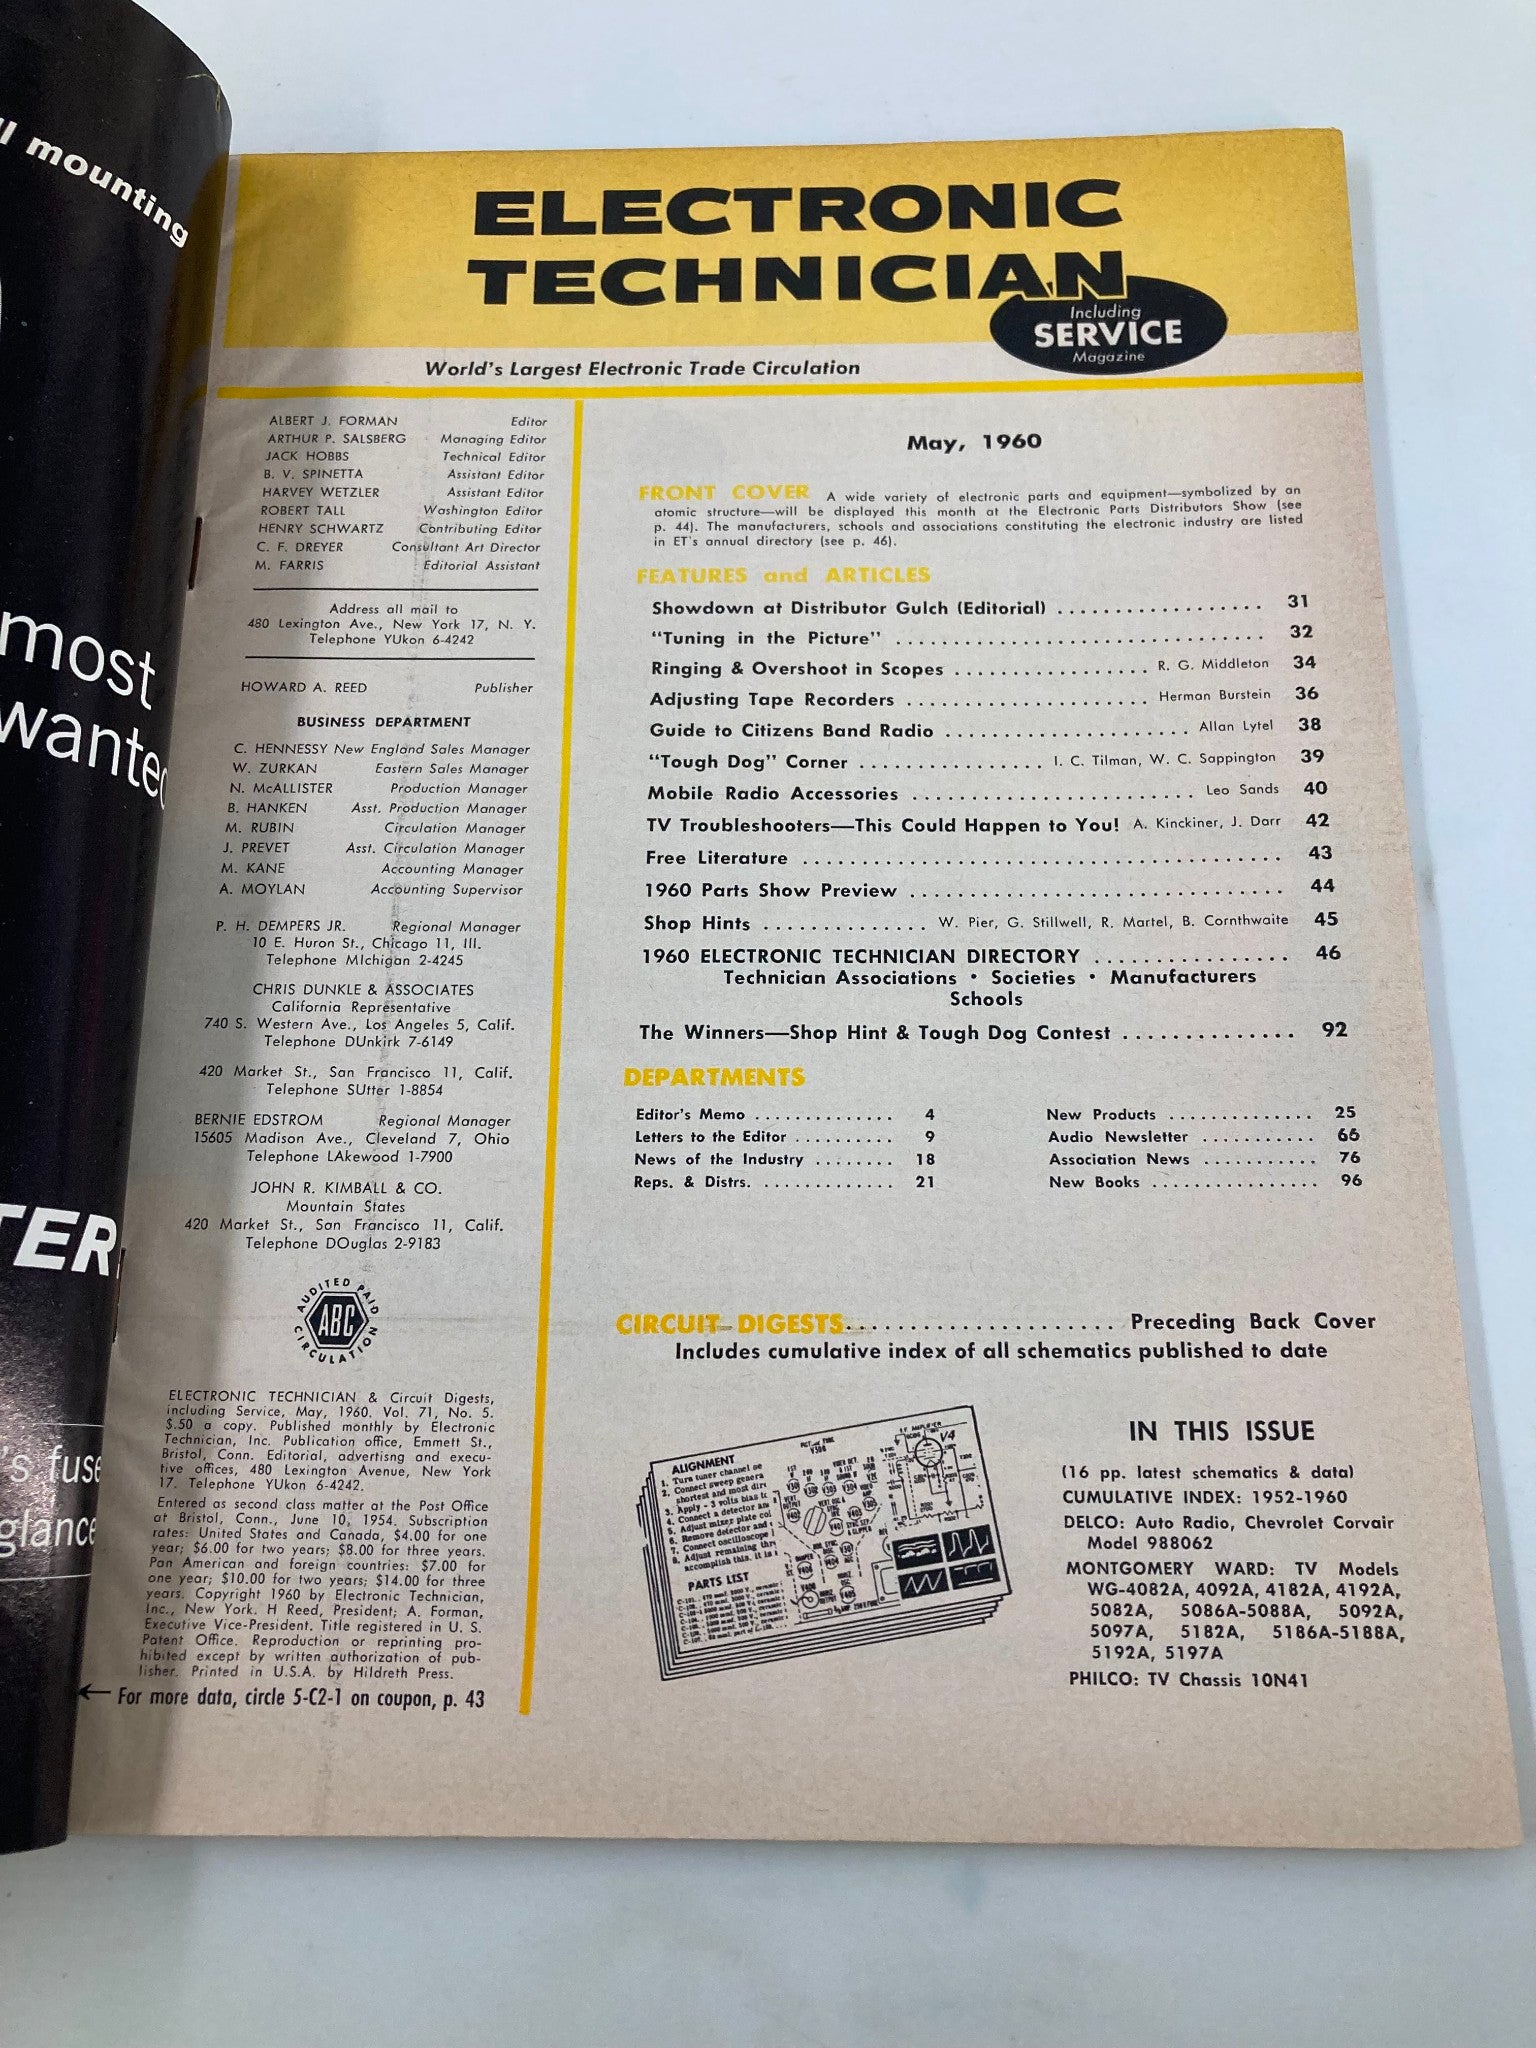 ll mounting
most
wanted
TER
's fuse
glance
ELECTRONIC
TECHNICIAN
Including
SERVICE
Magazine
World's Largest Electronic Trade Circulation
ALBERT J. FORMAN Editor
ARTHUR P. SALSBERG Managing Editor
JACK HOBBS Technical Editor
B. V. SPINETTA Assistant Editor
HARVEY WETZLER Assistant Editor
ROBERT TALL Washington Editor
HENRY SCHWARTZ Contributing Editor
C. F. DREYER Consultant Art Director
M. FARRIS Editorial Assistant
Address all mail to
480 Lexington Ave., New York 17, N. Y.
Telephone YUkon 6-4242
HOWARD A. REED Publisher
BUSINESS DEPARTMENT
C. HENNESSY New England Sales Manager
W. ZURKAN Eastern Sales Manager
N. McALLISTER Production Manager
B. HANKEN Asst. Production Manager
M. RUBIN Circulation Manager
J. PREVET Asst. Circulation Manager
M. KANE Accounting Manager
A. MOYLAN Accounting Supervisor
P. H. DEMPERS JR. Regional Manager
10 E. Huron St., Chicago 11, Ill.
Telephone MIchigan 2-4245
CHRIS DUNKLE & ASSOCIATES
California Representative
740 S. Western Ave., Los Angeles 5, Calif.
Telephone DUnkirk 7-6149
420 Market St., San Francisco 11, Calif.
Telephone SUtter 1-8854
BERNIE EDSTROM Regional Manager
15605 Madison Ave., Cleveland 7, Ohio
Telephone LAkewood 1-7900
JOHN R. KIMBALL & CO.
Mountain States
420 Market St., San Francisco 11, Calif.
Telephone DOuglas 2-9183
AUDITED PAID
ABC
CIRCULATION
ELECTRONIC TECHNICIAN & Circuit Digests,
including Service, May, 1960. Vol. 71, No. 5.
$.50 a copy. Published monthly by Electronic
Technician, Inc. Publication office, Emmett St.,
Bristol, Conn. Editorial, advertisng and execu-
tive offices, 480 Lexington Avenue, New York
17. Telephone YUkon 6-4242.
Entered as second class matter at the Post Office
at Bristol, Conn., June 10, 1954. Subscription
rates: United States and Canada, $4.00 for one
year; $6.00 for two years; $8.00 for three years.
Pan American and foreign countries: $7.00 for
one year; $10.00 for two years; $14.00 for three
years. Copyright 1960 by Electronic Technician,
Inc., New York. H Reed, President; A. Forman,
Executive Vice-President. Title registered in U. S.
Patent Office. Reproduction or reprinting pro-
hibited except by written authorization of pub-
lisher. Printed in U.S.A. by Hildreth Press.
← For more data, circle 5-C2-1 on coupon, p. 43
May, 1960
FRONT COVER A wide variety of electronic parts and equipment—symbolized by an
atomic structure—will be displayed this month at the Electronic Parts Distributors Show (see
p. 44). The manufacturers, schools and associations constituting the electronic industry are listed
in ET's annual directory (see p. 46).
FEATURES and ARTICLES
Showdown at Distributor Gulch (Editorial) .................. 31
"Tuning in the Picture" .................. 32
Ringing & Overshoot in Scopes .................. R. G. Middleton 34
Adjusting Tape Recorders .................. Herman Burstein 36
Guide to Citizens Band Radio .................. Allan Lytel 38
"Tough Dog" Corner .................. I. C. Tilman, W. C. Sappington 39
Mobile Radio Accessories .................. Leo Sands 40
TV Troubleshooters—This Could Happen to You! A. Kinckiner, J. Darr 42
Free Literature .................. 43
1960 Parts Show Preview .................. 44
Shop Hints .............. W. Pier, G. Stillwell, R. Martel, B. Cornthwaite 45
1960 ELECTRONIC TECHNICIAN DIRECTORY ................ 46
Technician Associations • Societies • Manufacturers
Schools
The Winners—Shop Hint & Tough Dog Contest .............. 92
DEPARTMENTS
Editor's Memo .............. 4
Letters to the Editor .......... 9
News of the Industry ........ 18
Reps. & Distrs. ............. 21
New Products .............. 25
Audio Newsletter ........... 66
Association News ........... 76
New Books ................ 96
CIRCUIT DIGESTS.................... Preceding Back Cover
Includes cumulative index of all schematics published to date
ALIGNMENT
PARTS LIST
V4
IN THIS ISSUE
(16 pp. latest schematics & data)
CUMULATIVE INDEX: 1952-1960
DELCO: Auto Radio, Chevrolet Corvair
Model 988062
MONTGOMERY WARD: TV Models
WG-4082A, 4092A, 4182A, 4192A,
5082A, 5086A-5088A, 5092A,
5097A, 5182A, 5186A-5188A,
5192A, 5197A
PHILCO: TV Chassis 10N41